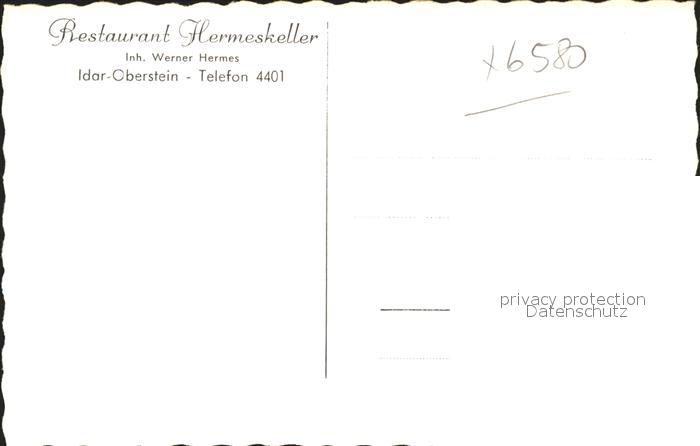 Restaurant Hermeskeller
Inh. Werner Hermes
Idar-Oberstein - Telefon 4401
x6580
privacy protection
Datenschutz